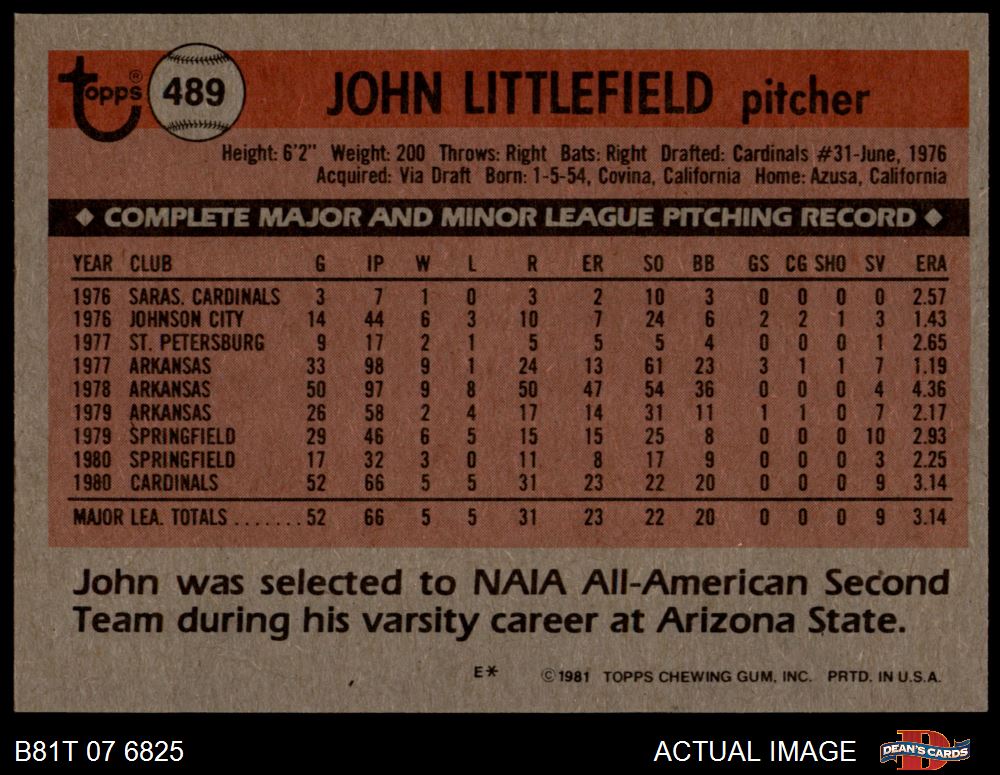 topps® 489 JOHN LITTLEFIELD pitcher
Height: 6'2" Weight: 200 Throws: Right Bats: Right Drafted: Cardinals #31-June, 1976
Acquired: Via Draft Born: 1-5-54, Covina, California Home: Azusa, California
◆ COMPLETE MAJOR AND MINOR LEAGUE PITCHING RECORD ◆
YEAR CLUB G IP W L R ER SO BB GS CG SHO SV ERA
1976 SARAS. CARDINALS 3 7 1 0 3 2 10 3 0 0 0 0 2.57
1976 JOHNSON CITY 14 44 6 3 10 7 24 6 2 2 1 3 1.43
1977 ST. PETERSBURG 9 17 2 1 5 5 5 4 0 0 0 1 2.65
1977 ARKANSAS 33 98 9 1 24 13 61 23 3 1 1 7 1.19
1978 ARKANSAS 50 97 9 8 50 47 54 36 0 0 0 4 4.36
1979 ARKANSAS 26 58 2 4 17 14 31 11 1 1 0 7 2.17
1979 SPRINGFIELD 29 46 6 5 15 15 25 8 0 0 0 10 2.93
1980 SPRINGFIELD 17 32 3 0 11 8 17 9 0 0 0 3 2.25
1980 CARDINALS 52 66 5 5 31 23 22 20 0 0 0 9 3.14
MAJOR LEA. TOTALS ....... 52 66 5 5 31 23 22 20 0 0 0 9 3.14
John was selected to NAIA All-American Second
Team during his varsity career at Arizona State.
E* ©1981 TOPPS CHEWING GUM, INC. PRTD. IN U.S.A.
B81T 07 6825 ACTUAL IMAGE DEAN'S CARDS